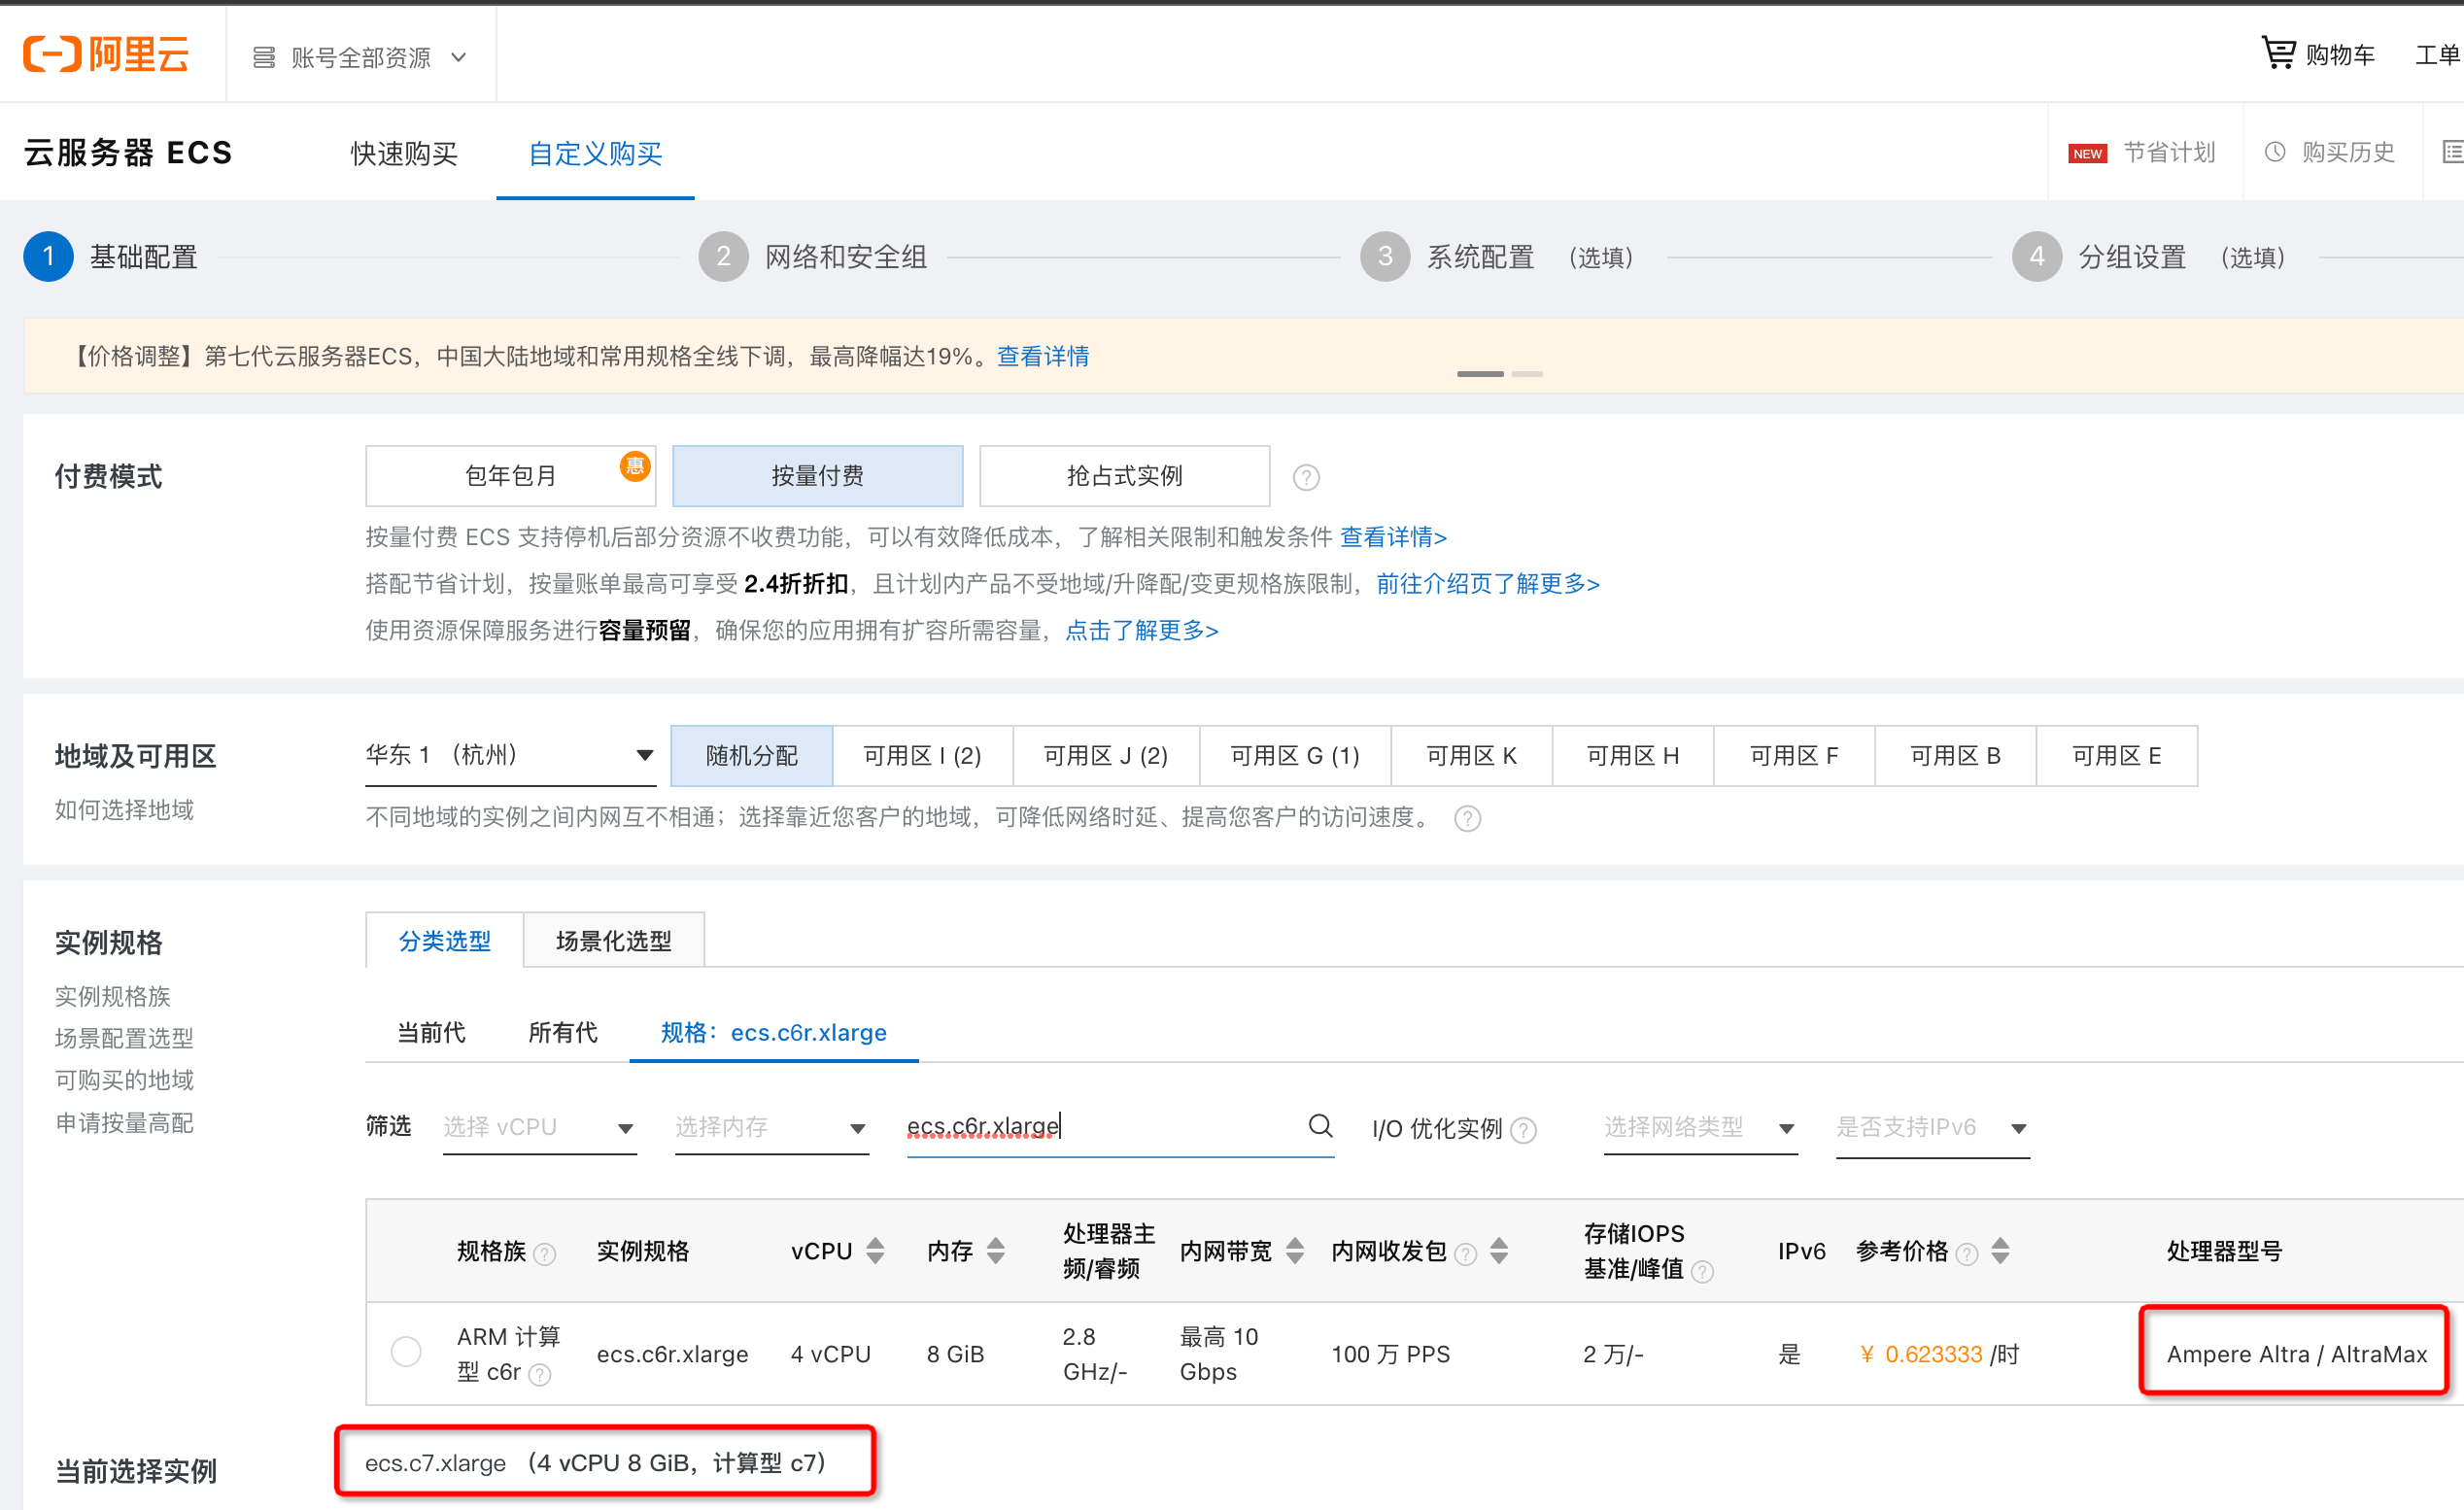 阿里云 账号全部资源 购物车 工单
云服务器 ECS 快速购买 自定义购买 NEW 节省计划 购买历史
1 基础配置 2 网络和安全组 3 系统配置 (选填) 4 分组设置 (选填)
【价格调整】第七代云服务器ECS，中国大陆地域和常用规格全线下调，最高降幅达19%。查看详情
付费模式 包年包月 惠 按量付费 抢占式实例
按量付费 ECS 支持停机后部分资源不收费功能，可以有效降低成本，了解相关限制和触发条件 查看详情>
搭配节省计划，按量账单最高可享受 2.4折折扣，且计划内产品不受地域/升降配/变更规格族限制，前往介绍页了解更多>
使用资源保障服务进行容量预留，确保您的应用拥有扩容所需容量，点击了解更多>
地域及可用区 华东 1 （杭州） 随机分配 可用区 I (2) 可用区 J (2) 可用区 G (1) 可用区 K 可用区 H 可用区 F 可用区 B 可用区 E
如何选择地域 不同地域的实例之间内网互不相通；选择靠近您客户的地域，可降低网络时延、提高您客户的访问速度。
实例规格 分类选型 场景化选型
实例规格族
场景配置选型
可购买的地域
申请按量高配
当前代 所有代 规格：ecs.c6r.xlarge
筛选 选择 vCPU 选择内存 ecs.c6r.xlarge I/O 优化实例 选择网络类型 是否支持IPv6
规格族 实例规格 vCPU 内存 处理器主频/睿频 内网带宽 内网收发包 存储IOPS 基准/峰值 IPv6 参考价格 处理器型号
ARM 计算型 c6r ecs.c6r.xlarge 4 vCPU 8 GiB 2.8 GHz/- 最高 10 Gbps 100 万 PPS 2 万/- 是 ￥ 0.623333 /时 Ampere Altra / AltraMax
当前选择实例 ecs.c7.xlarge （4 vCPU 8 GiB，计算型 c7）